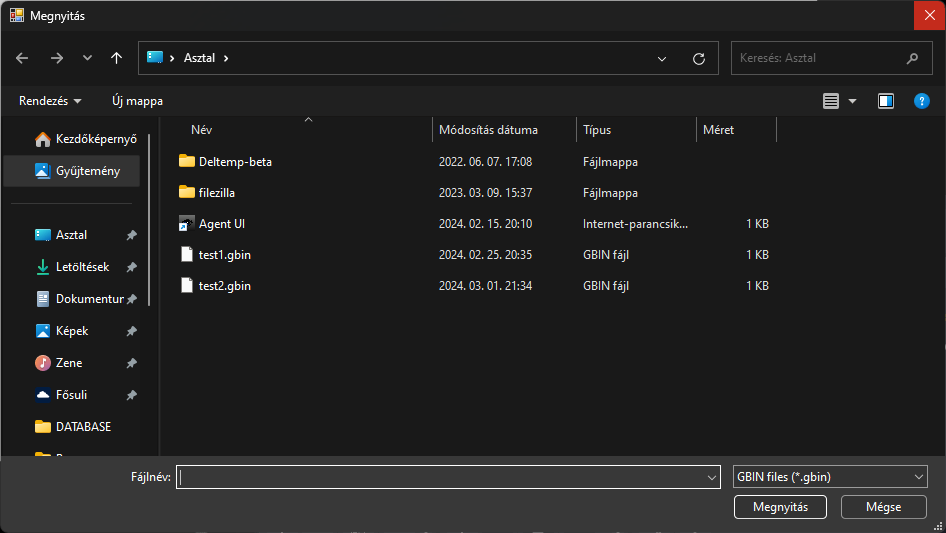 Megnyitás
Asztal
Keresés: Asztal
Rendezés
Új mappa
Név
Módosítás dátuma
Típus
Méret
Kezdőképernyő
Gyűjtemény
Asztal
Letöltések
Dokumentur
Képek
Zene
Fősuli
DATABASE
Deltemp-beta 2022. 06. 07. 17:08 Fájlmappa
filezilla 2023. 03. 09. 15:37 Fájlmappa
Agent UI 2024. 02. 15. 20:10 Internet-parancsik... 1 KB
test1.gbin 2024. 02. 25. 20:35 GBIN fájl 1 KB
test2.gbin 2024. 03. 01. 21:34 GBIN fájl 1 KB
Fájlnév:
GBIN files (*.gbin)
Megnyitás
Mégse